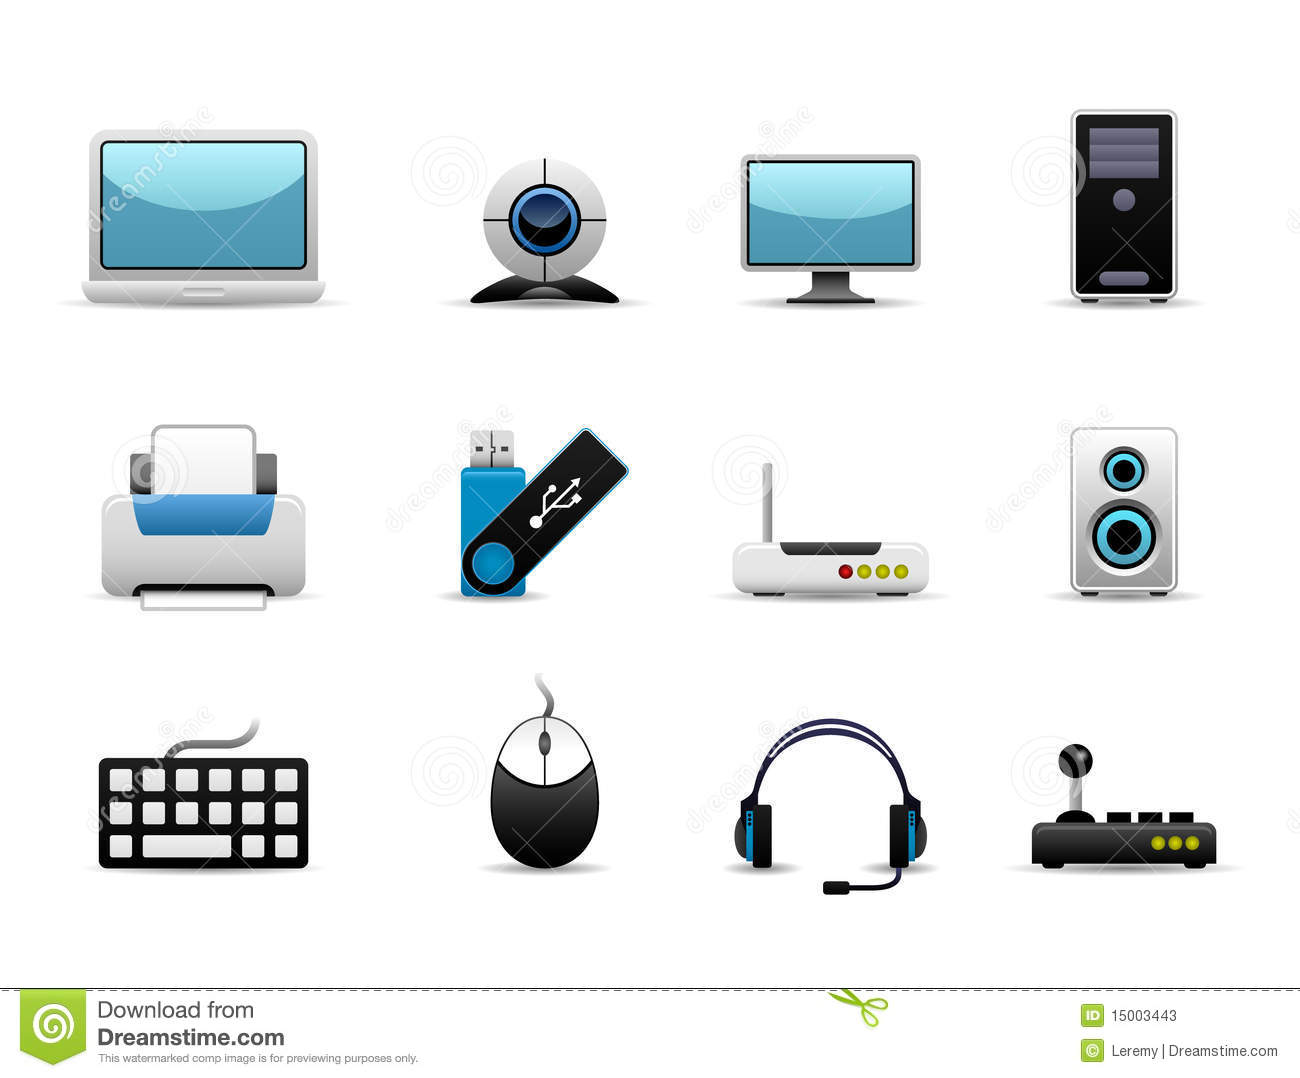 Download from
Dreamstime.com
This watermarked comp image is for previewing purposes only.
ID 15003443
Leremy | Dreamstime.com